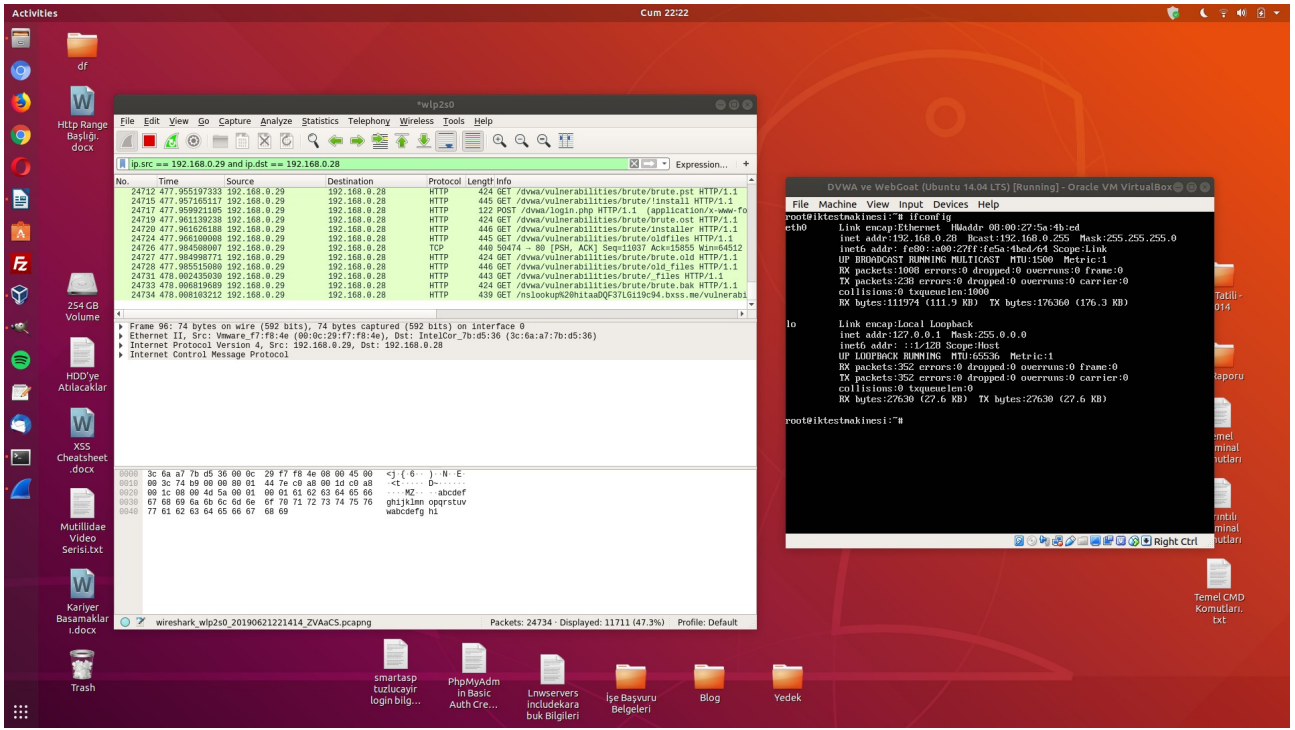 Activities
Cum 22:22
df
Http Range
Başlığı.
docx
254 GB
Volume
HDD'ye
Atılacaklar
XSS
Cheatsheet
.docx
Mutillidae
Video
Serisi.txt
Kariyer
Basamaklar
ı.docx
Trash
*wlp2s0
File Edit View Go Capture Analyze Statistics Telephony Wireless Tools Help
ip.src == 192.168.0.29 and ip.dst == 192.168.0.28
Expression... +
No. Time Source Destination Protocol Length Info
24712 477.955197333 192.168.0.29 192.168.0.28 HTTP 424 GET /dvwa/vulnerabilities/brute/brute.pst HTTP/1.1
24715 477.957165117 192.168.0.29 192.168.0.28 HTTP 445 GET /dvwa/vulnerabilities/brute/!install HTTP/1.1
24717 477.959921105 192.168.0.29 192.168.0.28 HTTP 122 POST /dvwa/login.php HTTP/1.1 (application/x-www-fo
24719 477.961139238 192.168.0.29 192.168.0.28 HTTP 424 GET /dvwa/vulnerabilities/brute/brute.ost HTTP/1.1
24720 477.961626188 192.168.0.29 192.168.0.28 HTTP 446 GET /dvwa/vulnerabilities/brute/installer HTTP/1.1
24724 477.966100008 192.168.0.29 192.168.0.28 HTTP 445 GET /dvwa/vulnerabilities/brute/oldfiles HTTP/1.1
24726 477.984508007 192.168.0.29 192.168.0.28 TCP 440 50474 → 80 [PSH, ACK] Seq=11037 Ack=15855 Win=64512
24727 477.984998771 192.168.0.29 192.168.0.28 HTTP 424 GET /dvwa/vulnerabilities/brute/brute.old HTTP/1.1
24728 477.985515080 192.168.0.29 192.168.0.28 HTTP 446 GET /dvwa/vulnerabilities/brute/old_files HTTP/1.1
24731 478.002435030 192.168.0.29 192.168.0.28 HTTP 443 GET /dvwa/vulnerabilities/brute/_files HTTP/1.1
24733 478.006819689 192.168.0.29 192.168.0.28 HTTP 424 GET /dvwa/vulnerabilities/brute/brute.bak HTTP/1.1
24734 478.008103212 192.168.0.29 192.168.0.28 HTTP 439 GET /nslookup%20hitaaDQF37LGi19c94.bxss.me/vulnerabi
Frame 96: 74 bytes on wire (592 bits), 74 bytes captured (592 bits) on interface 0
Ethernet II, Src: Vmware_f7:f8:4e (00:0c:29:f7:f8:4e), Dst: IntelCor_7b:d5:36 (3c:6a:a7:7b:d5:36)
Internet Protocol Version 4, Src: 192.168.0.29, Dst: 192.168.0.28
Internet Control Message Protocol
0000 3c 6a a7 7b d5 36 00 0c 29 f7 f8 4e 08 00 45 00 <j·{·6·· )··N··E·
0010 00 3c 74 b9 00 00 80 01 44 7e c0 a8 00 1d c0 a8 ·<t····· D~······
0020 00 1c 08 00 4d 5a 00 01 00 01 61 62 63 64 65 66 ····MZ·· ··abcdef
0030 67 68 69 6a 6b 6c 6d 6e 6f 70 71 72 73 74 75 76 ghijklmn opqrstuv
0040 77 61 62 63 64 65 66 67 68 69 wabcdefg hi
wireshark_wlp2s0_20190621221414_ZVAaCS.pcapng Packets: 24734 · Displayed: 11711 (47.3%) Profile: Default
DVWA ve WebGoat (Ubuntu 14.04 LTS) [Running] - Oracle VM VirtualBox
File Machine View Input Devices Help
root@iktestmakinesi:~# ifconfig
eth0 Link encap:Ethernet HWaddr 08:00:27:5a:4b:ed
inet addr:192.168.0.28 Bcast:192.168.0.255 Mask:255.255.255.0
inet6 addr: fe80::a00:27ff:fe5a:4bed/64 Scope:Link
UP BROADCAST RUNNING MULTICAST MTU:1500 Metric:1
RX packets:1008 errors:0 dropped:0 overruns:0 frame:0
TX packets:238 errors:0 dropped:0 overruns:0 carrier:0
collisions:0 txqueuelen:1000
RX bytes:111974 (111.9 KB) TX bytes:176360 (176.3 KB)
lo Link encap:Local Loopback
inet addr:127.0.0.1 Mask:255.0.0.0
inet6 addr: ::1/128 Scope:Host
UP LOOPBACK RUNNING MTU:65536 Metric:1
RX packets:352 errors:0 dropped:0 overruns:0 frame:0
TX packets:352 errors:0 dropped:0 overruns:0 carrier:0
collisions:0 txqueuelen:0
RX bytes:27630 (27.6 KB) TX bytes:27630 (27.6 KB)
root@iktestmakinesi:~#
Right Ctrl
Tatili -
014
Raporu
emel
minal
nutları
rıntılı
minal
nutları
Temel CMD
Komutları.
txt
smartasp
tuzlucayir
login bilg...
PhpMyAdm
in Basic
Auth Cre...
Lnwservers
includekara
buk Bilgileri
İşe Başvuru
Belgeleri
Blog
Yedek